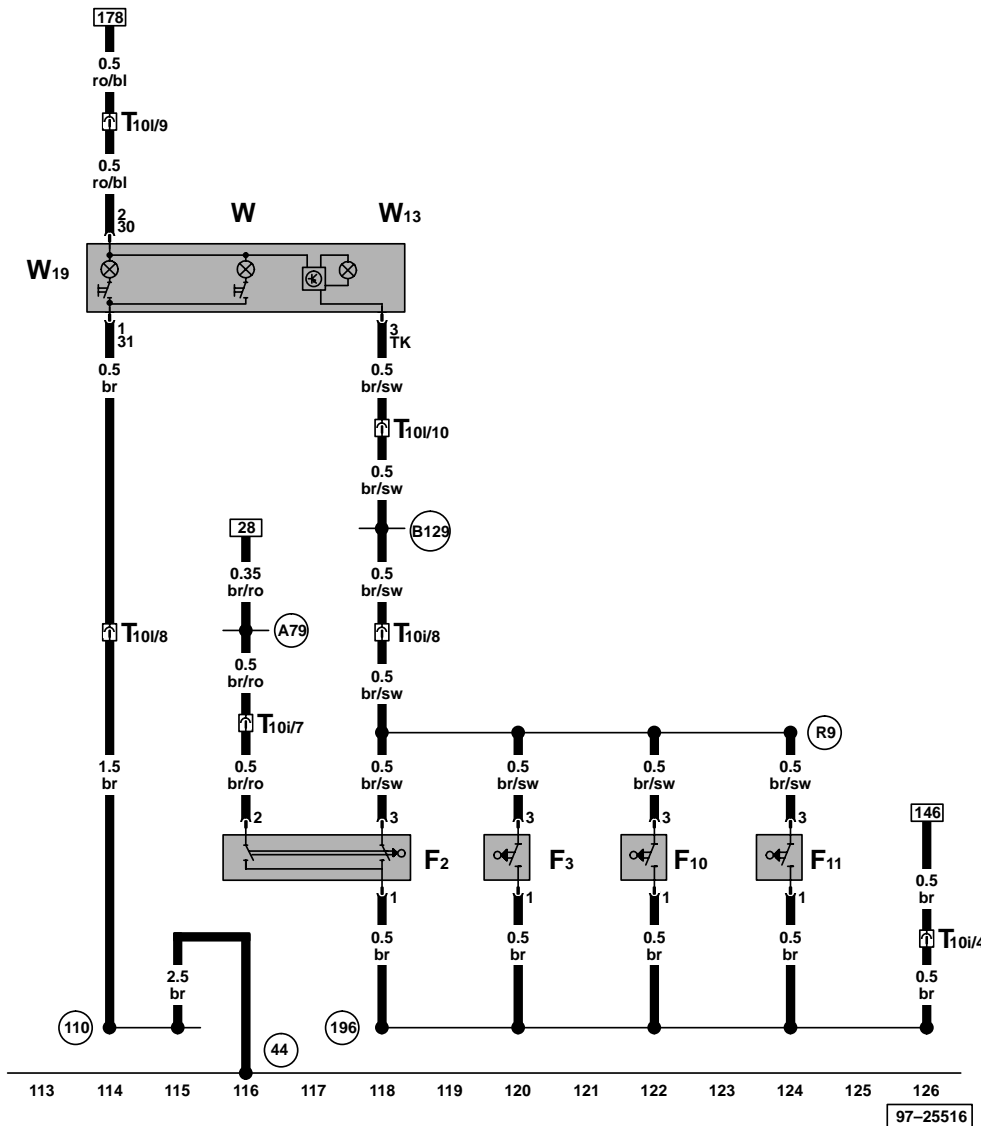 178
0.5
ro/bl
T10l/9
0.5
ro/bl
2
30
W
W13
W19
1
31
3
TK
0.5
br
0.5
br/sw
T10l/10
0.5
br/sw
28
B129
0.35
br/ro
0.5
br/sw
T10l/8
A79
T10i/8
0.5
br/ro
0.5
br/sw
T10i/7
R9
1.5
br
0.5
br/ro
0.5
br/sw
0.5
br/sw
0.5
br/sw
0.5
br/sw
2
3
3
3
3
146
F2
F3
F10
F11
0.5
br
1
1
1
1
0.5
br
0.5
br
0.5
br
0.5
br
T10i/4
2.5
br
0.5
br
110
196
44
113 114 115 116 117 118 119 120 121 122 123 124 125 126
97–25516